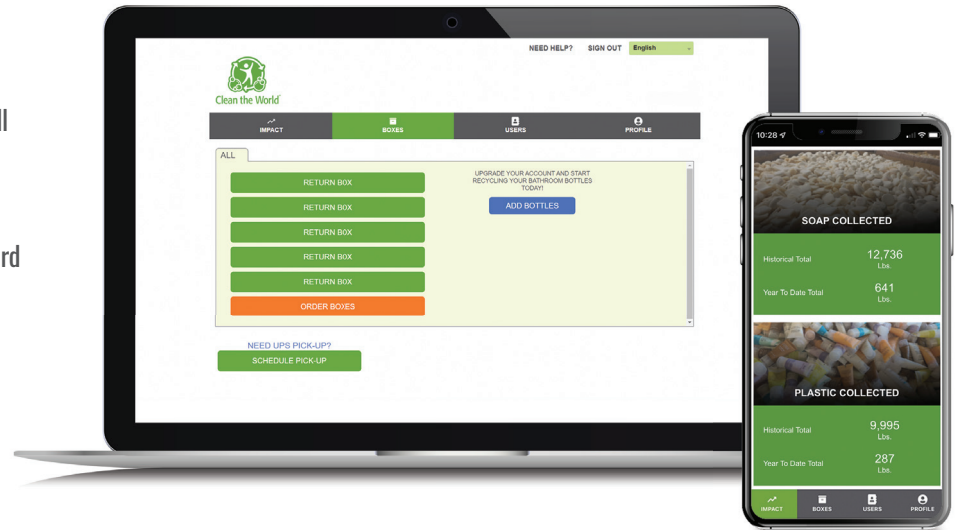 ll
rd
NEED HELP?
SIGN OUT
English
Clean the World
IMPACT
BOXES
USERS
PROFILE
ALL
RETURN BOX
RETURN BOX
RETURN BOX
RETURN BOX
RETURN BOX
ORDER BOXES
UPGRADE YOUR ACCOUNT AND START
RECYCLING YOUR BATHROOM BOTTLES
TODAY!
ADD BOTTLES
NEED UPS PICK-UP?
SCHEDULE PICK-UP
10:28
SOAP COLLECTED
Historical Total
12,736
Lbs.
Year To Date Total
641
Lbs.
PLASTIC COLLECTED
Historical Total
9,995
Lbs.
Year To Date Total
287
Lbs.
IMPACT
BOXES
USERS
PROFILE